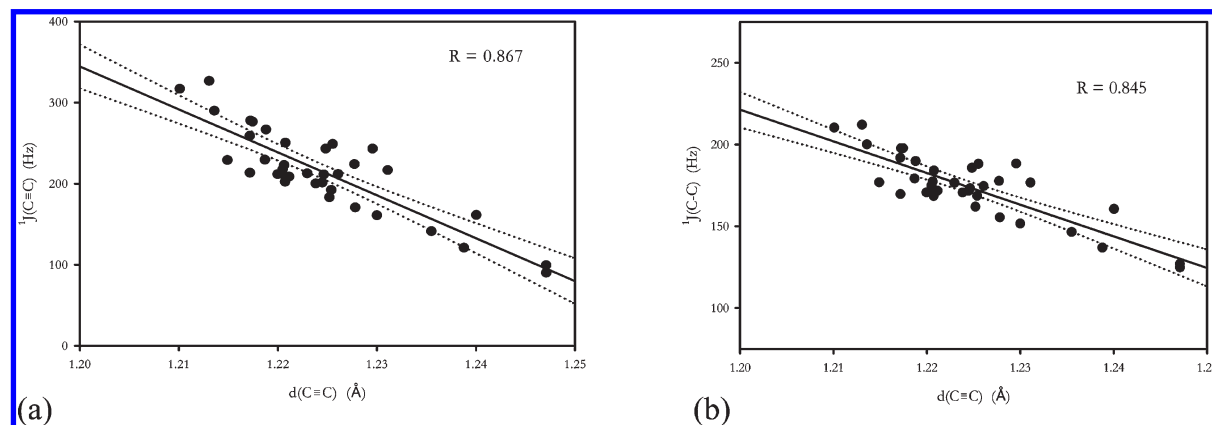 400
300
200
100
0
¹J(C≡C) (Hz)
R = 0.867
1.20 1.21 1.22 1.23 1.24 1.25
d(C≡C) (Å)
(a)
250
200
150
100
¹J(C-C) (Hz)
R = 0.845
1.20 1.21 1.22 1.23 1.24 1.2
d(C≡C) (Å)
(b)